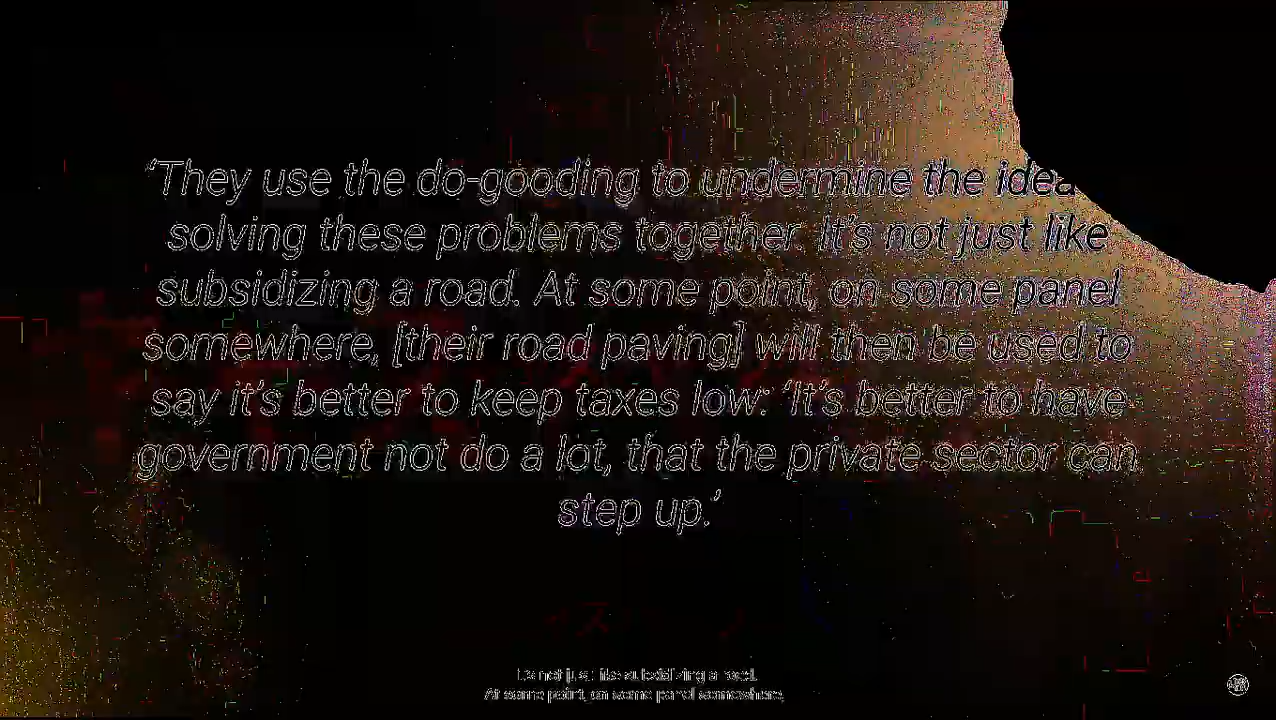 ‘They use the do-gooding to undermine the idea
solving these problems together. It's not just like
subsidizing a road. At some point, on some panel
somewhere, [their road paving] will then be used to
say it's better to keep taxes low: ‘It's better to have
government not do a lot, that the private sector can
step up.’
It's not just like subsidizing a road.
At some point, on some panel somewhere,